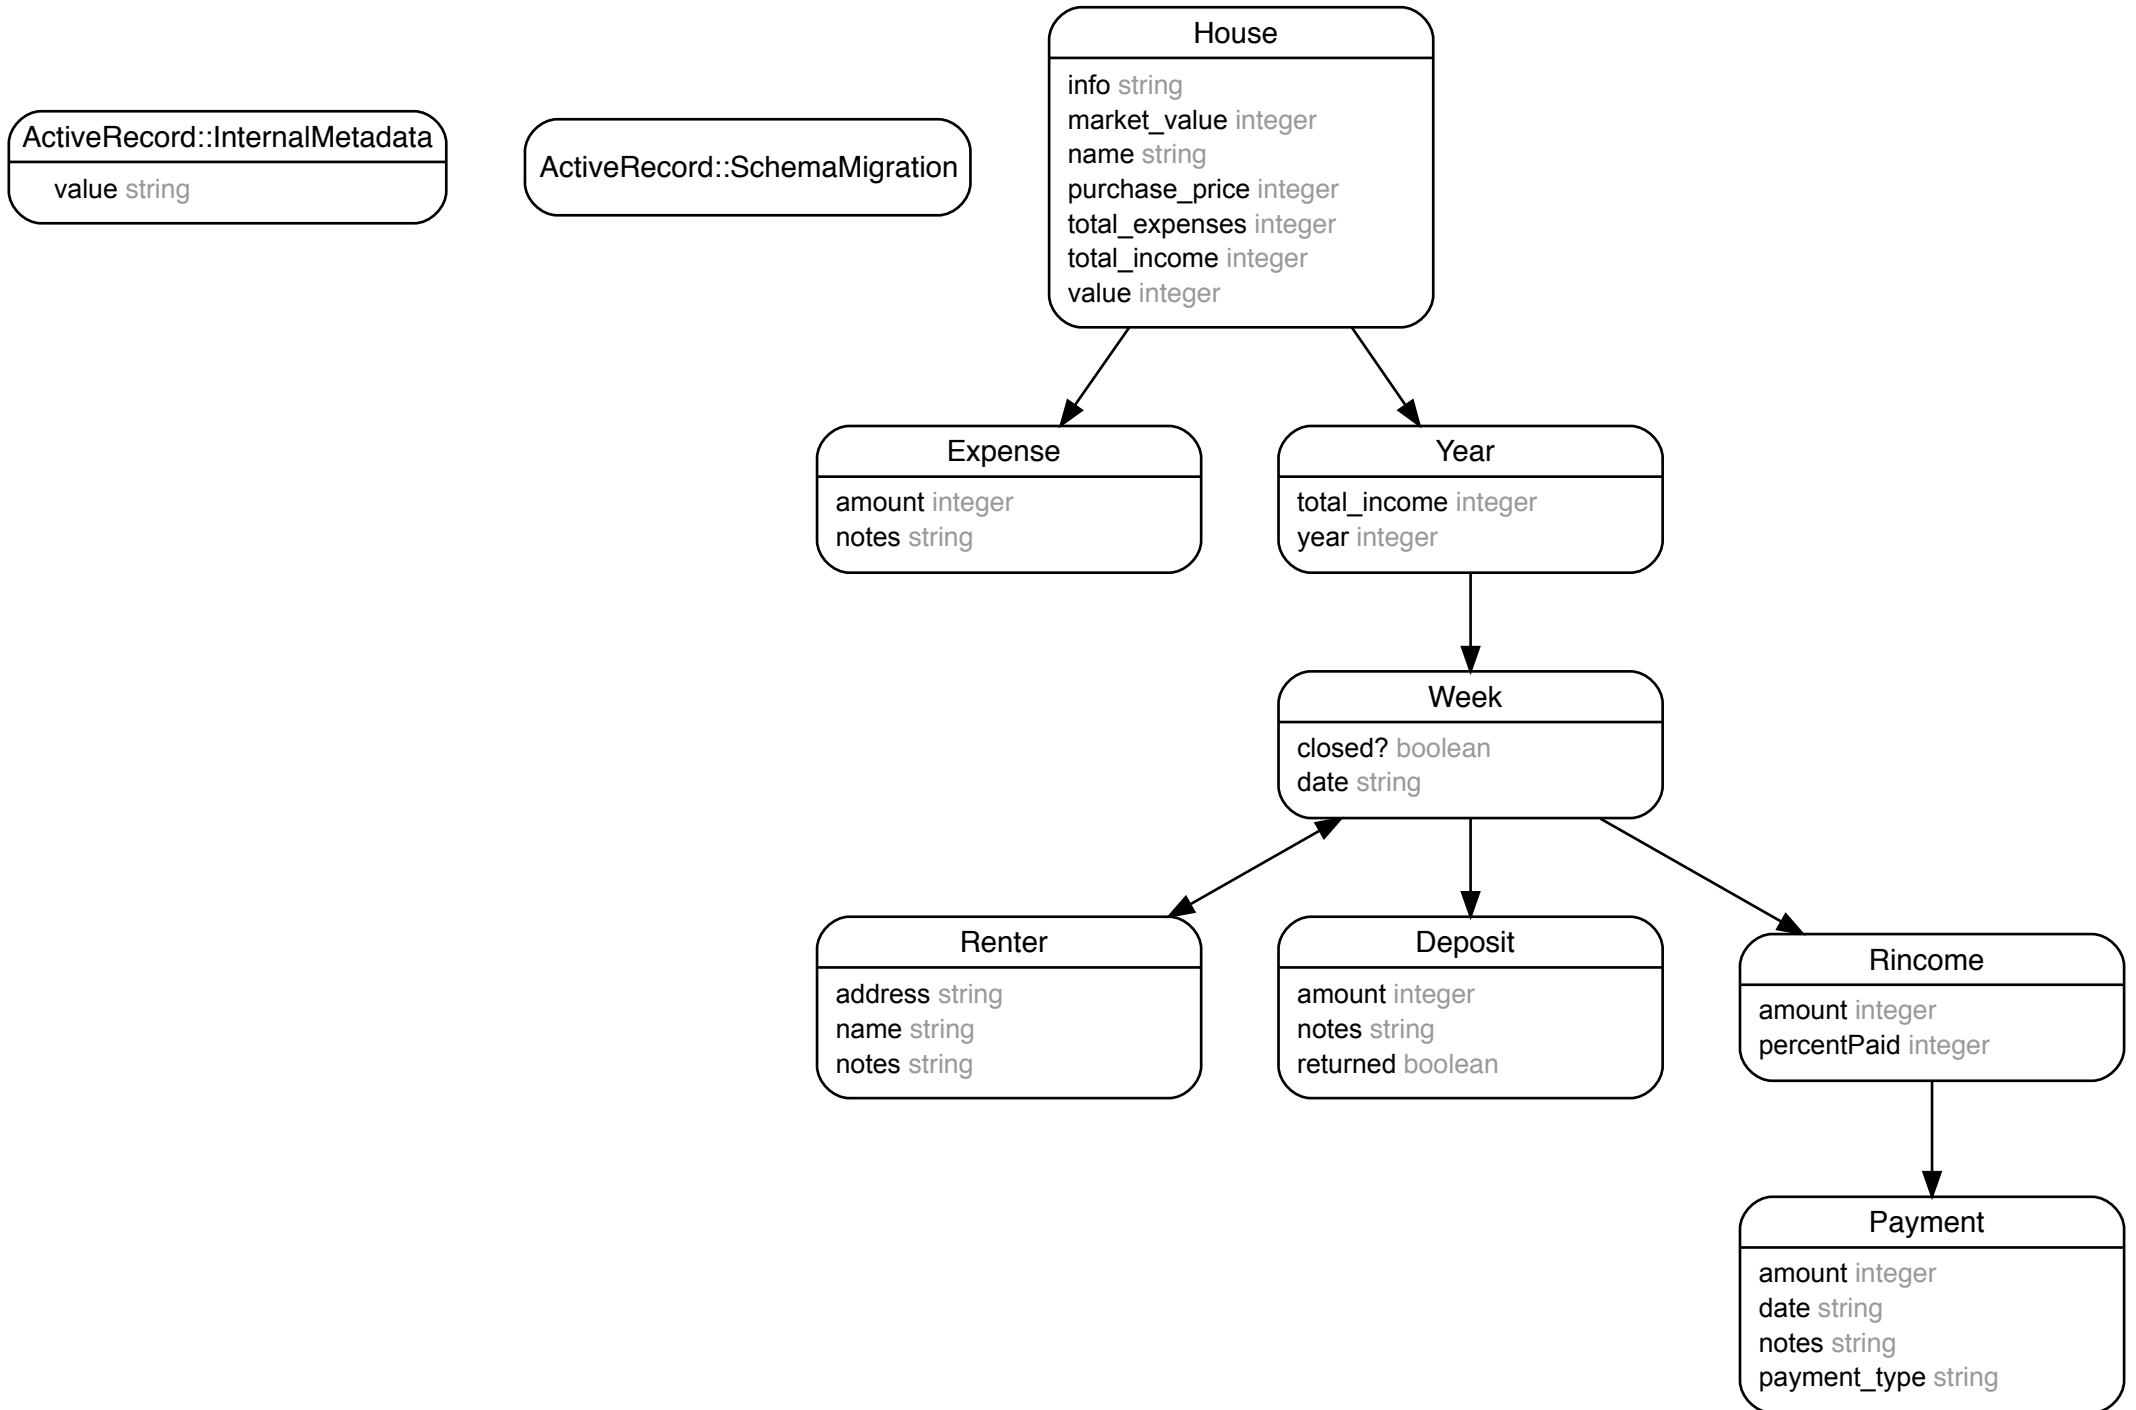 House
info string
market_value integer
name string
purchase_price integer
total_expenses integer
total_income integer
value integer
ActiveRecord::InternalMetadata
value string
ActiveRecord::SchemaMigration
Expense
amount integer
notes string
Year
total_income integer
year integer
Week
closed? boolean
date string
Renter
address string
name string
notes string
Deposit
amount integer
notes string
returned boolean
Rincome
amount integer
percentPaid integer
Payment
amount integer
date string
notes string
payment_type string